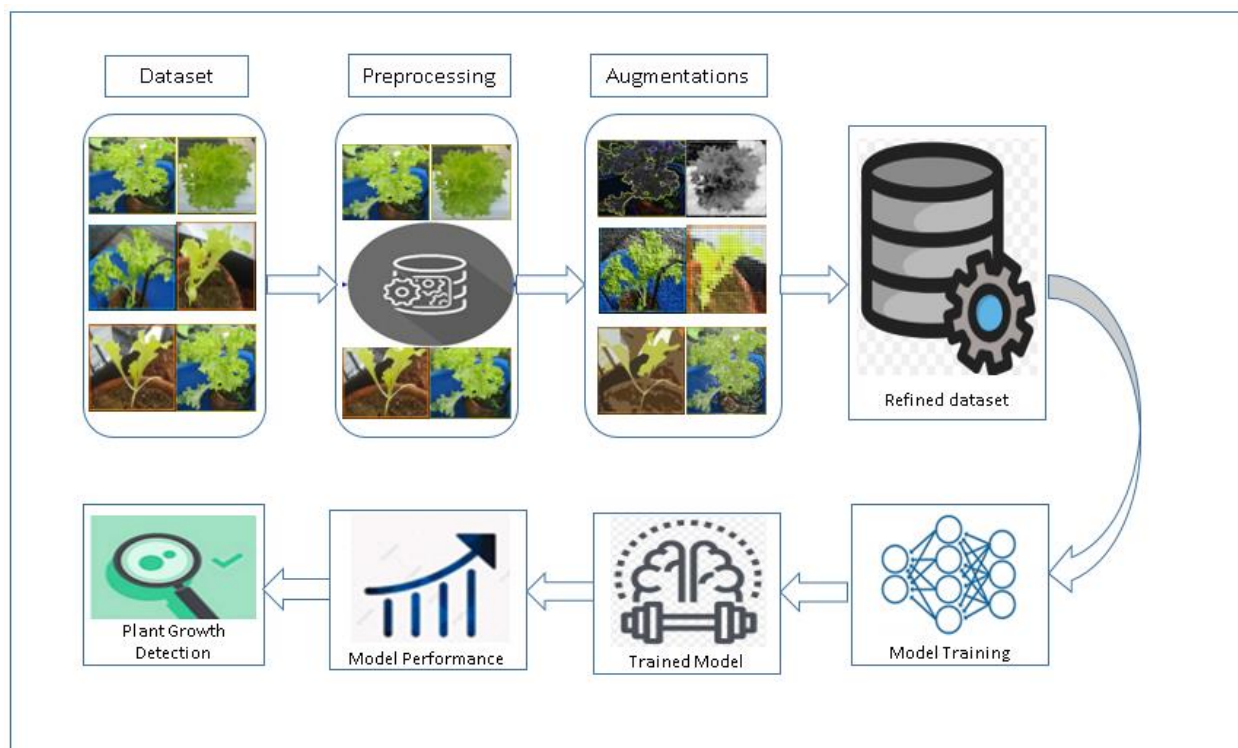 Dataset
Preprocessing
Augmentations
Refined dataset
Plant Growth
Detection
Model Performance
Trained Model
Model Training